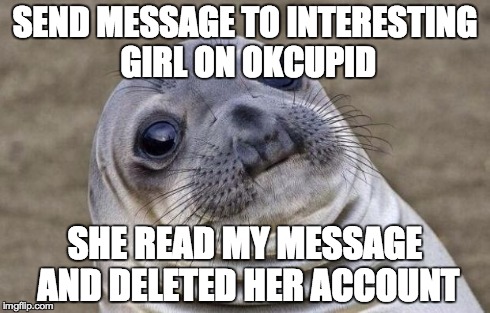 SEND MESSAGE TO INTERESTING
GIRL ON OKCUPID
SHE READ MY MESSAGE
AND DELETED HER ACCOUNT
imgflip.com